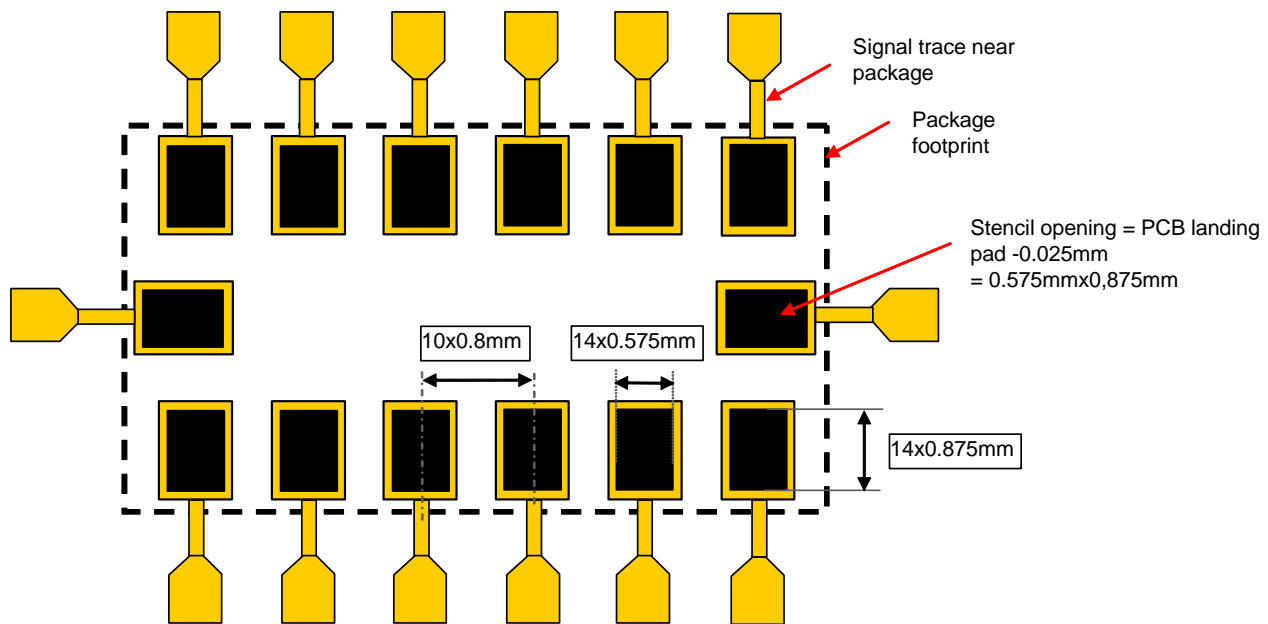 Signal trace near
package
Package
footprint
Stencil opening = PCB landing
pad -0.025mm
= 0.575mmx0,875mm
10x0.8mm
14x0.575mm
14x0.875mm